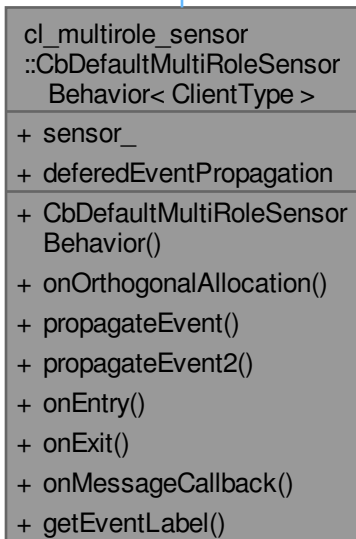 cl_multirole_sensor
::CbDefaultMultiRoleSensor
Behavior< ClientType >
+ sensor_
+ deferedEventPropagation
+ CbDefaultMultiRoleSensor
Behavior()
+ onOrthogonalAllocation()
+ propagateEvent()
+ propagateEvent2()
+ onEntry()
+ onExit()
+ onMessageCallback()
+ getEventLabel()